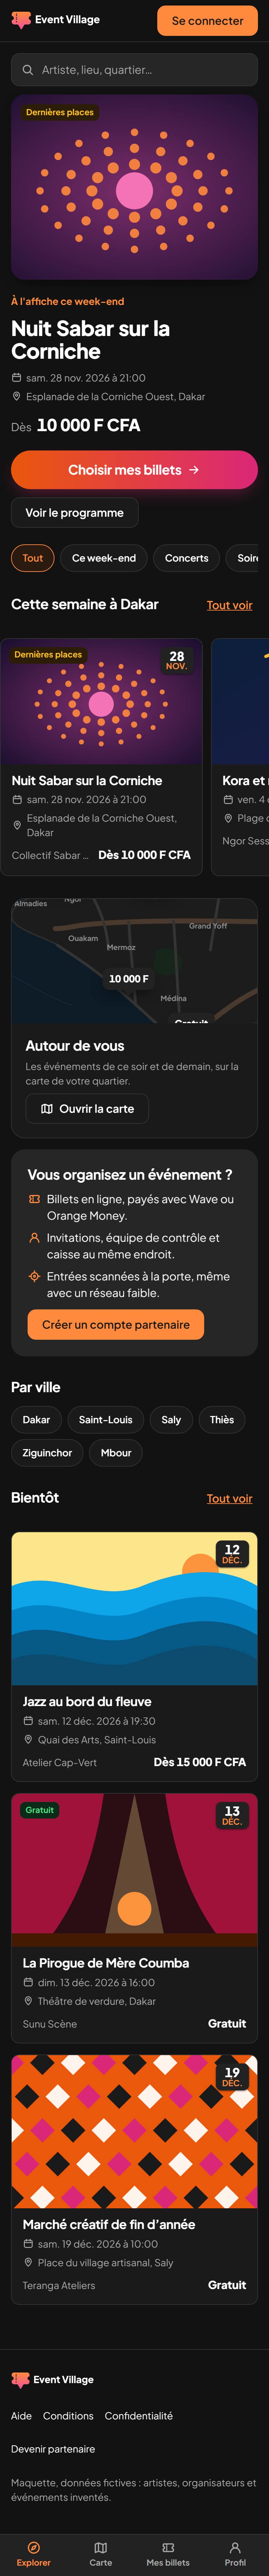 Event Village
Se connecter
Artiste, lieu, quartier...
Dernières places
À l'affiche ce week-end
Nuit Sabar sur la
Corniche
sam. 28 nov. 2026 à 21:00
Esplanade de la Corniche Ouest, Dakar
Dès 10 000 F CFA
Choisir mes billets →
Voir le programme
Tout
Ce week-end
Concerts
Soiré
Cette semaine à Dakar
Tout voir
Dernières places
28
NOV.
Nuit Sabar sur la Corniche
sam. 28 nov. 2026 à 21:00
Esplanade de la Corniche Ouest,
Dakar
Collectif Sabar ...
Dès 10 000 F CFA
Kora et
ven. 4
Plage
Ngor Sess
Almadies
Ngor
Grand Yoff
Ouakam
Mermoz
10 000 F
Médina
Gratuit
Autour de vous
Les événements de ce soir et de demain, sur la
carte de votre quartier.
Ouvrir la carte
Vous organisez un événement ?
Billets en ligne, payés avec Wave ou
Orange Money.
Invitations, équipe de contrôle et
caisse au même endroit.
Entrées scannées à la porte, même
avec un réseau faible.
Créer un compte partenaire
Par ville
Dakar
Saint-Louis
Saly
Thiès
Ziguinchor
Mbour
Bientôt
Tout voir
12
DÉC.
Jazz au bord du fleuve
sam. 12 déc. 2026 à 19:30
Quai des Arts, Saint-Louis
Atelier Cap-Vert
Dès 15 000 F CFA
Gratuit
13
DÉC.
La Pirogue de Mère Coumba
dim. 13 déc. 2026 à 16:00
Théâtre de verdure, Dakar
Sunu Scène
Gratuit
19
DÉC.
Marché créatif de fin d’année
sam. 19 déc. 2026 à 10:00
Place du village artisanal, Saly
Teranga Ateliers
Gratuit
Event Village
Aide
Conditions
Confidentialité
Devenir partenaire
Maquette, données fictives : artistes, organisateurs et
événements inventés.
Explorer
Carte
Mes billets
Profil